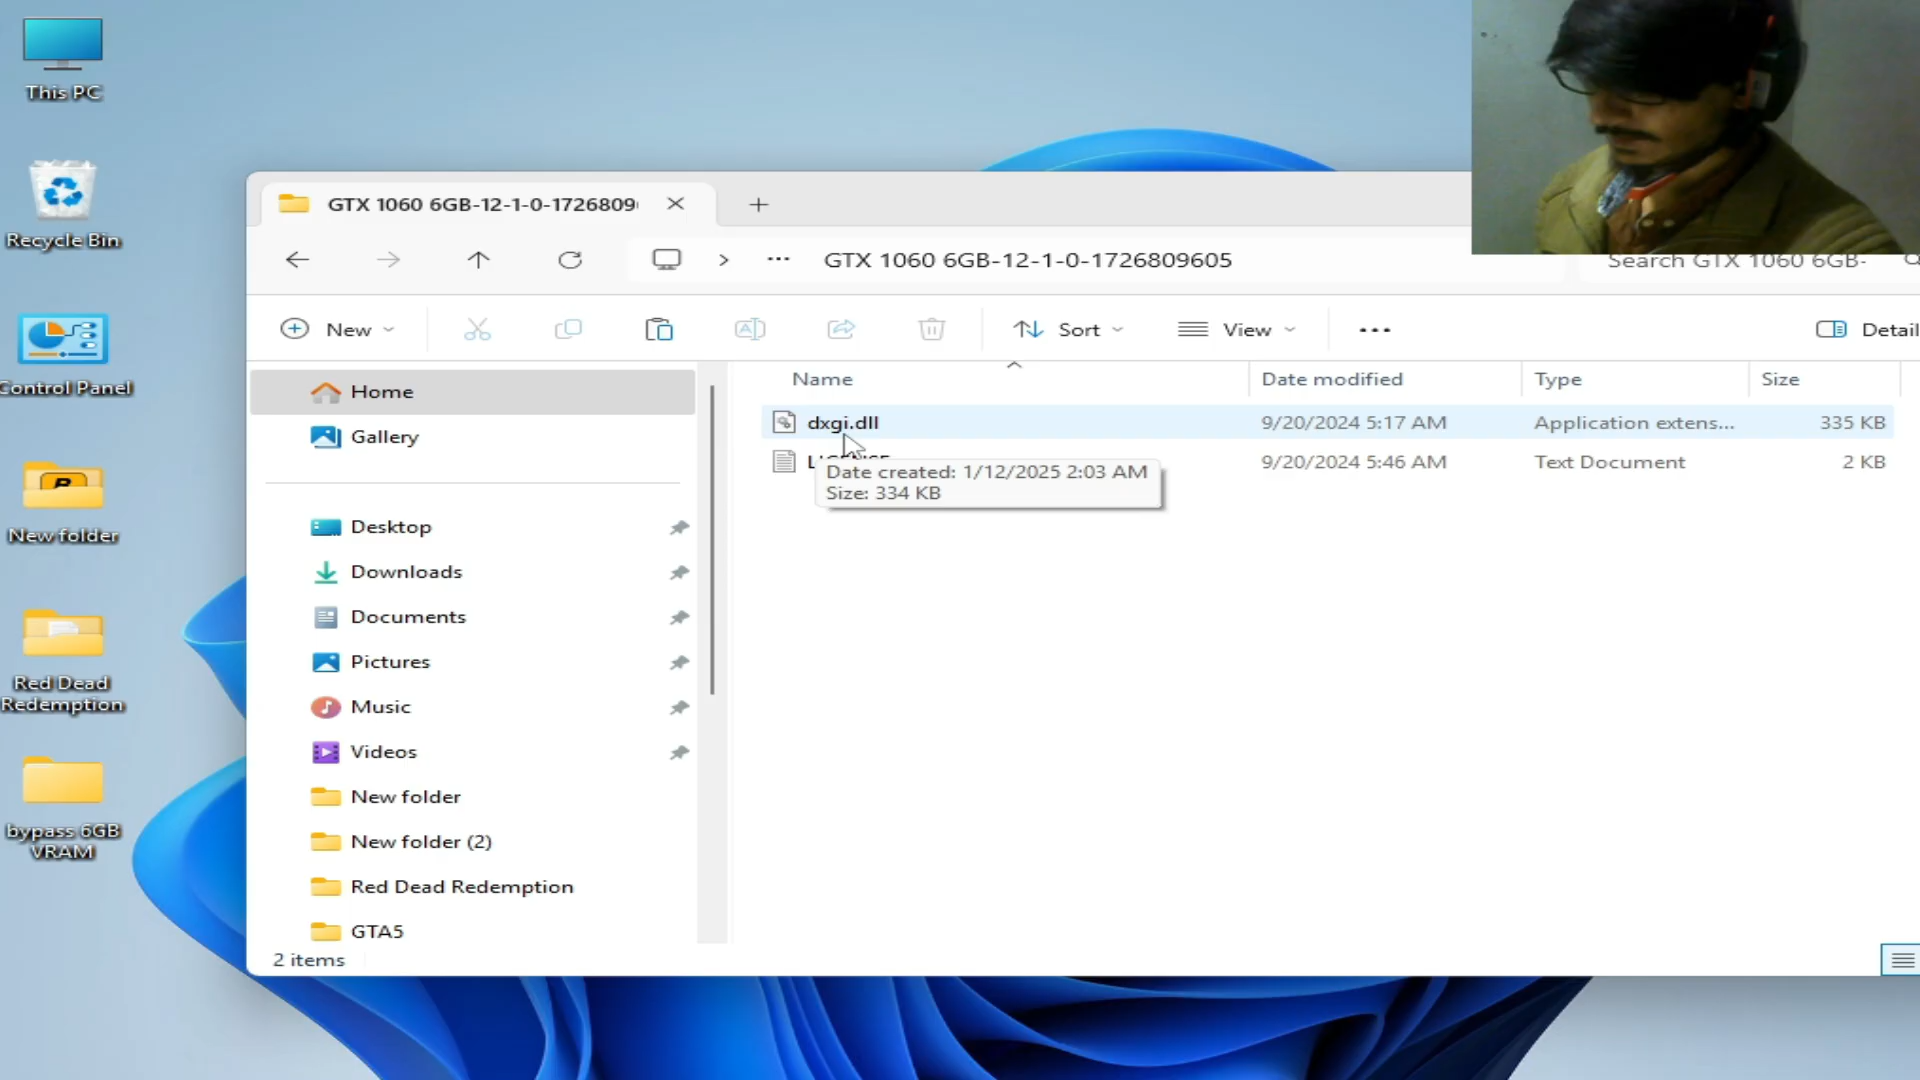 This PC
Recycle Bin
Control Panel
New folder
Red Dead
Redemption
bypass 6GB
VRAM
GTX 1060 6GB-12-1-0-1726809
GTX 1060 6GB-12-1-0-1726809605
Search GTX 1060 6GB-
New
Sort
View
Detail
Home
Gallery
Desktop
Downloads
Documents
Pictures
Music
Videos
New folder
New folder (2)
Red Dead Redemption
GTA5
Name Date modified Type Size
dxgi.dll 9/20/2024 5:17 AM Application extens... 335 KB
LICENSE 9/20/2024 5:46 AM Text Document 2 KB
Date created: 1/12/2025 2:03 AM
Size: 334 KB
2 items